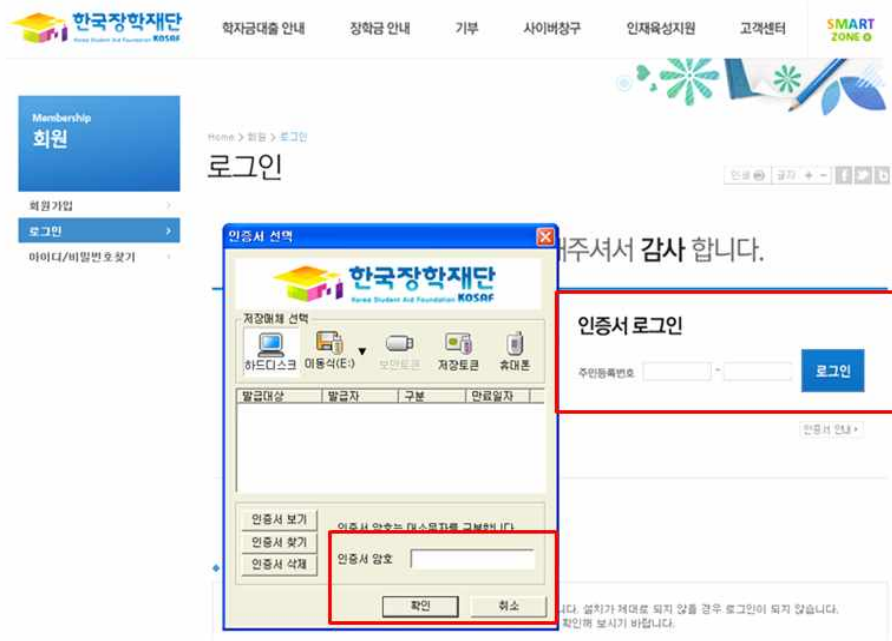 한국장학재단
Korea Student Aid Foundation KOSAF
학자금대출 안내
장학금 안내
기부
사이버창구
인재육성지원
고객센터
SMART
ZONE
Membership
회원
Home > 회원 > 로그인
로그인
인쇄
글자 + -
회원가입
로그인
아이디/비밀번호찾기
해주셔서 감사 합니다.
인증서 선택
한국장학재단
Korea Student Aid Foundation KOSAF
저장매체 선택
하드디스크
이동식(E:)
보안토큰
저장토큰
휴대폰
발급대상
발급자
구분
만료일자
인증서 보기
인증서 찾기
인증서 삭제
인증서 암호는 대소문자를 구분합니다
인증서 암호
확인
취소
인증서 로그인
주민등록번호
-
로그인
인증서 안내
니다. 설치가 제대로 되지 않을 경우 로그인이 되지 않습니다.
확인해 보시기 바랍니다.